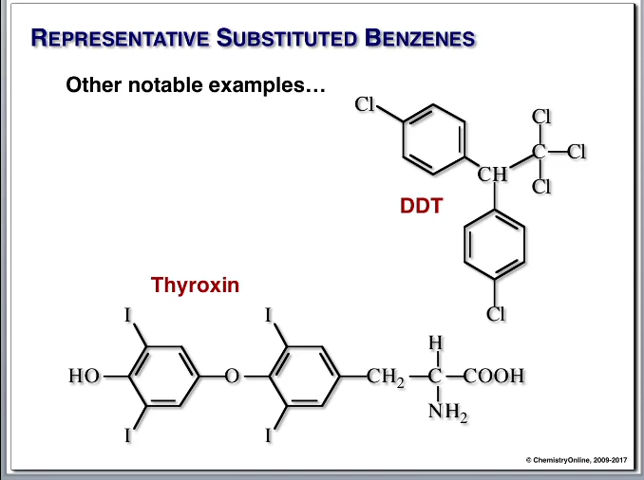 REPRESENTATIVE SUBSTITUTED BENZENES
Other notable examples…
Cl
Cl
C—Cl
CH
Cl
DDT
Cl
Thyroxin
I
I
H
HO
O
CH2
C
COOH
NH2
I
I
© ChemistryOnline, 2009-2017